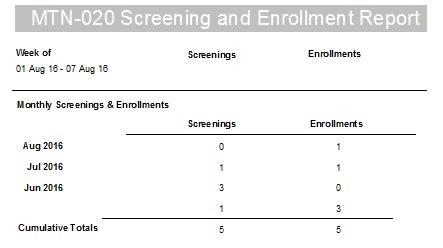 MTN-020 Screening and Enrollment Report
Week of Screenings Enrollments
01 Aug 16 - 07 Aug 16
Monthly Screenings & Enrollments
Screenings Enrollments
Aug 2016 0 1
Jul 2016 1 1
Jun 2016 3 0
1 3
Cumulative Totals 5 5